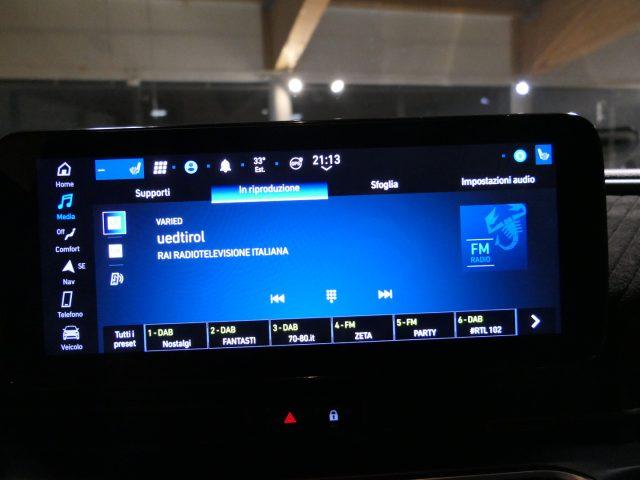 33°
Est.
21:13
Home
Media
Off
Comfort
SE
Nav
Telefono
Veicolo
Supporti
In riproduzione
Sfoglia
Impostazioni audio
VARIED
uedtirol
RAI RADIOTELEVISIONE ITALIANA
FM
RADIO
Tutti i
preset
1 - DAB
Nostalgi
2 - DAB
FANTASTI
3 - DAB
70-80.it
4 - FM
ZETA
5 - FM
PARTY
6 - DAB
#RTL 102